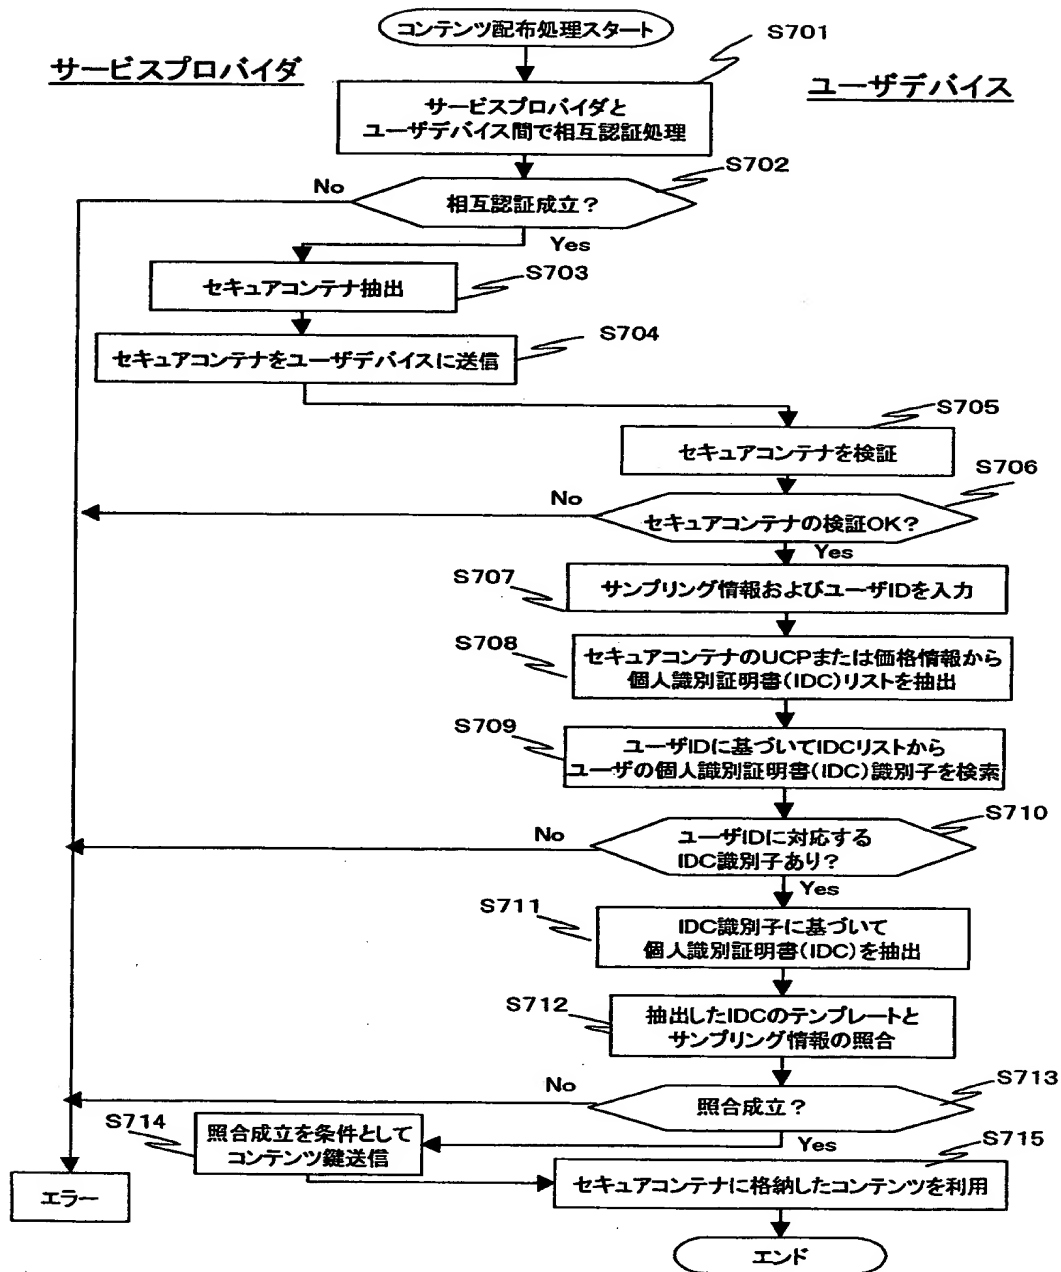 コンテンツ配布処理スタート
S701
サービスプロバイダ
ユーザデバイス
サービスプロバイダと
ユーザデバイス間で相互認証処理
S702
No
相互認証成立？
Yes
セキュアコンテナ抽出
S703
S704
セキュアコンテナをユーザデバイスに送信
S705
セキュアコンテナを検証
S706
No
セキュアコンテナの検証OK？
Yes
S707
サンプリング情報およびユーザIDを入力
S708
セキュアコンテナのUCPまたは価格情報から
個人識別証明書(IDC)リストを抽出
S709
ユーザIDに基づいてIDCリストから
ユーザの個人識別証明書(IDC)識別子を検索
S710
No
ユーザIDに対応する
IDC識別子あり？
Yes
S711
IDC識別子に基づいて
個人識別証明書(IDC)を抽出
S712
抽出したIDCのテンプレートと
サンプリング情報の照合
S713
No
照合成立？
Yes
S714
照合成立を条件として
コンテンツ鍵送信
S715
セキュアコンテナに格納したコンテンツを利用
エラー
エンド